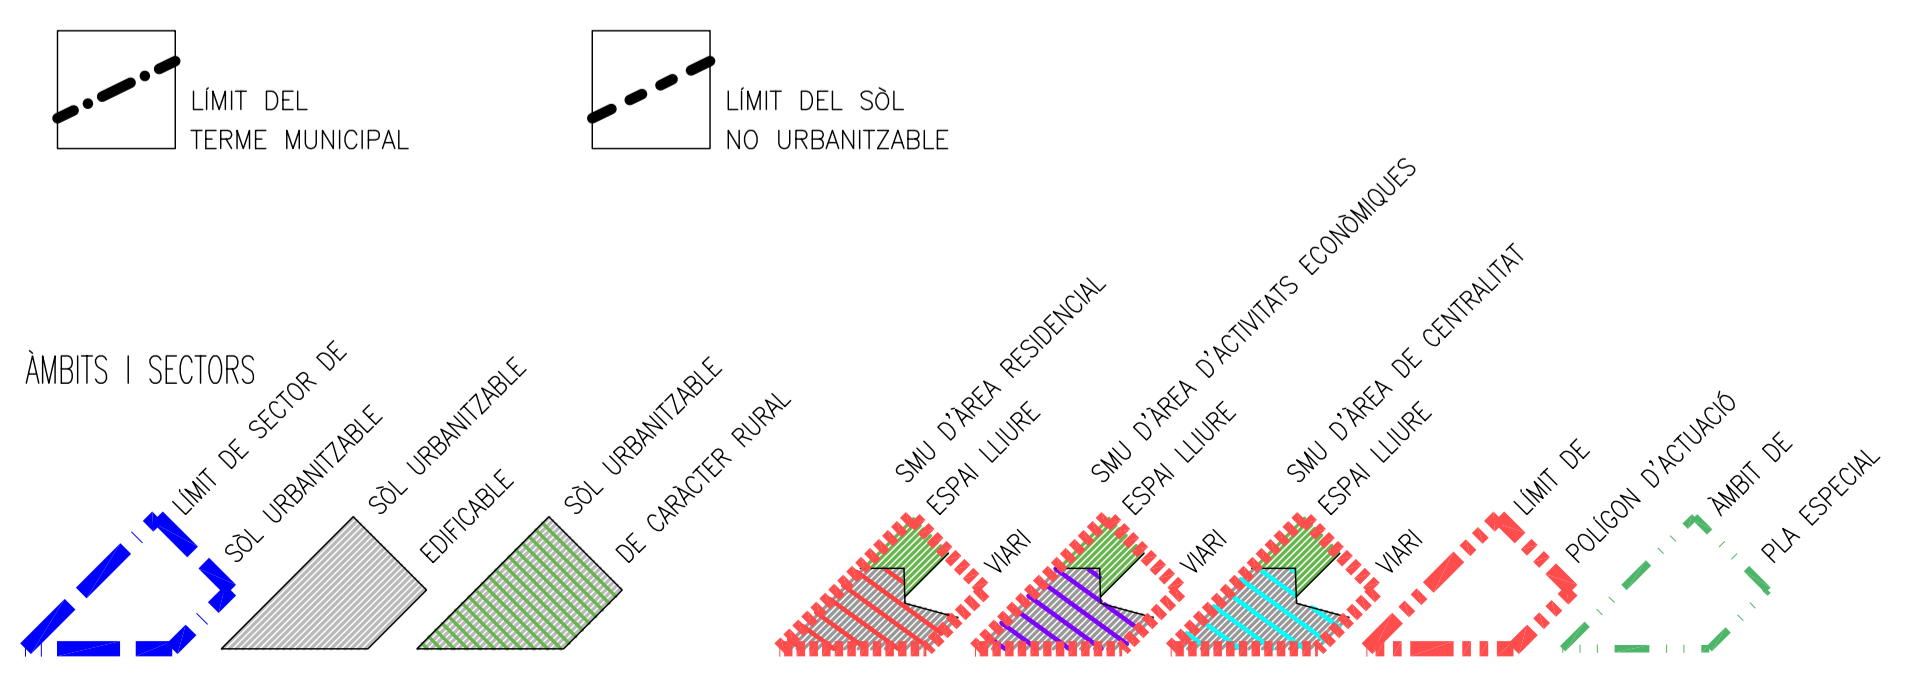 LÍMIT DEL
TERME MUNICIPAL
LÍMIT DEL SÒL
NO URBANITZABLE
ÀMBITS I SECTORS
LÍMIT DE SECTOR DE
SÒL URBANITZABLE
SÒL URBANITZABLE
EDIFICABLE
SÒL URBANITZABLE
DE CARÀCTER RURAL
SMU D'ÀREA RESIDENCIAL
ESPAI LLIURE
VIARI
SMU D'ÀREA D'ACTIVITATS ECONÒMIQUES
ESPAI LLIURE
VIARI
SMU D'ÀREA DE CENTRALITAT
ESPAI LLIURE
VIARI
LÍMIT DE
POLÍGON D'ACTUACIÓ
ÀMBIT DE
PLA ESPECIAL